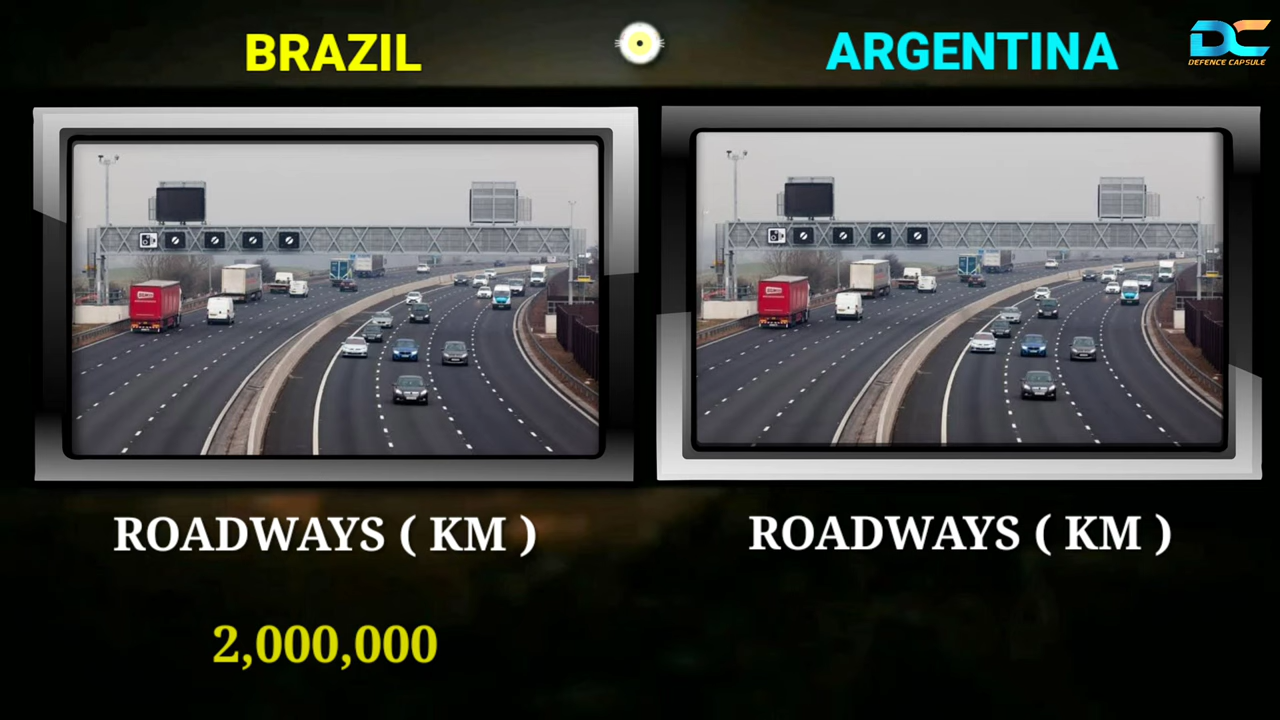 BRAZIL
ARGENTINA
DC
DEFENCE CAPSULE
ROADWAYS ( KM )
ROADWAYS ( KM )
2,000,000